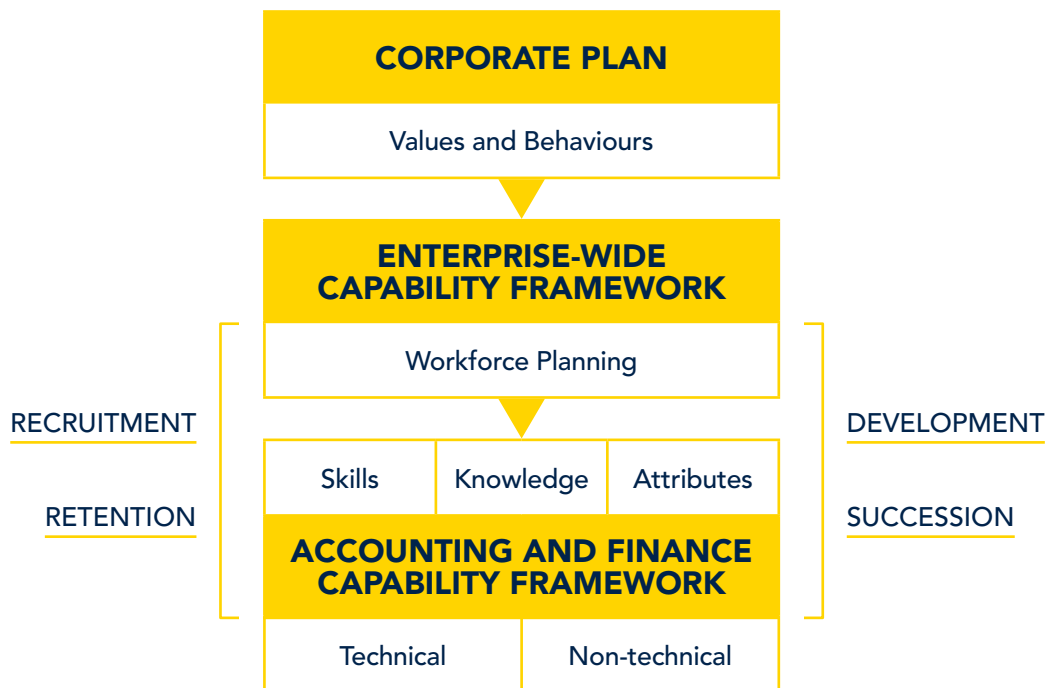 CORPORATE PLAN
Values and Behaviours
ENTERPRISE-WIDE
CAPABILITY FRAMEWORK
Workforce Planning
RECRUITMENT
RETENTION
DEVELOPMENT
SUCCESSION
Skills
Knowledge
Attributes
ACCOUNTING AND FINANCE
CAPABILITY FRAMEWORK
Technical
Non-technical